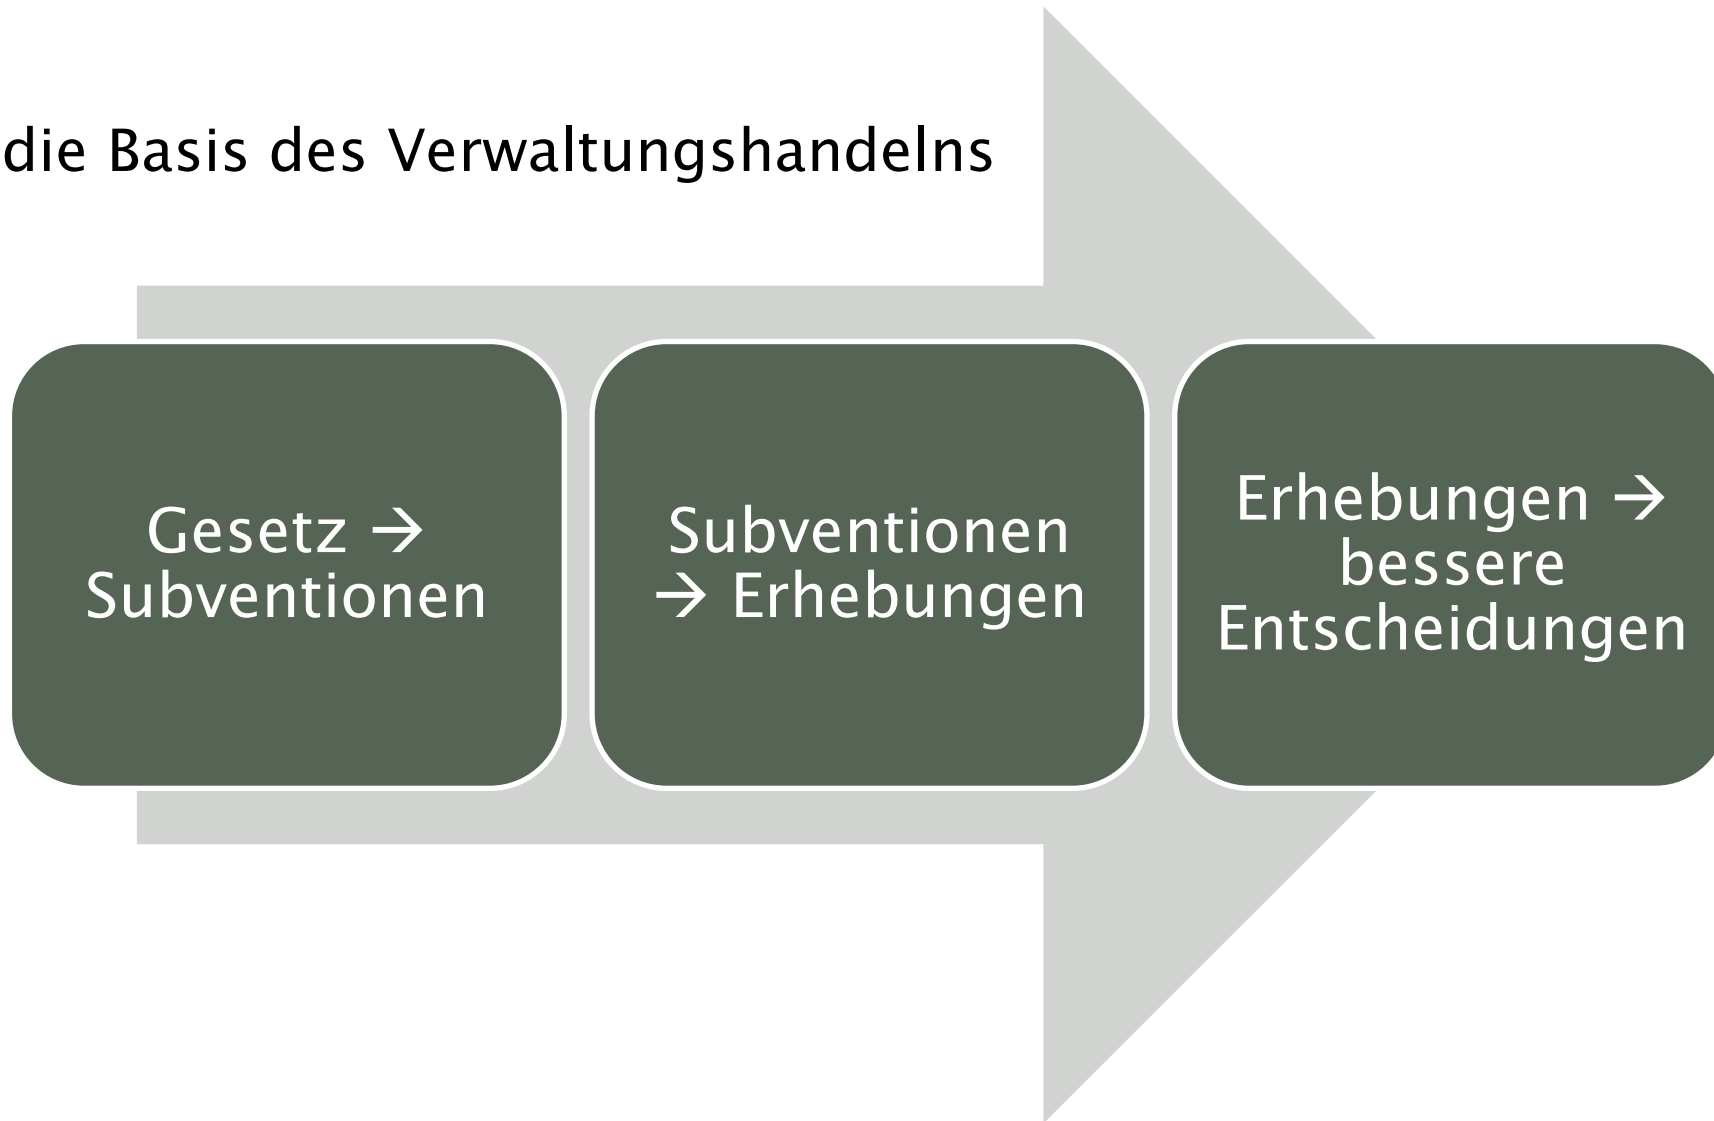 die Basis des Verwaltungshandelns
Gesetz →
Subventionen
Subventionen
→ Erhebungen
Erhebungen →
bessere
Entscheidungen